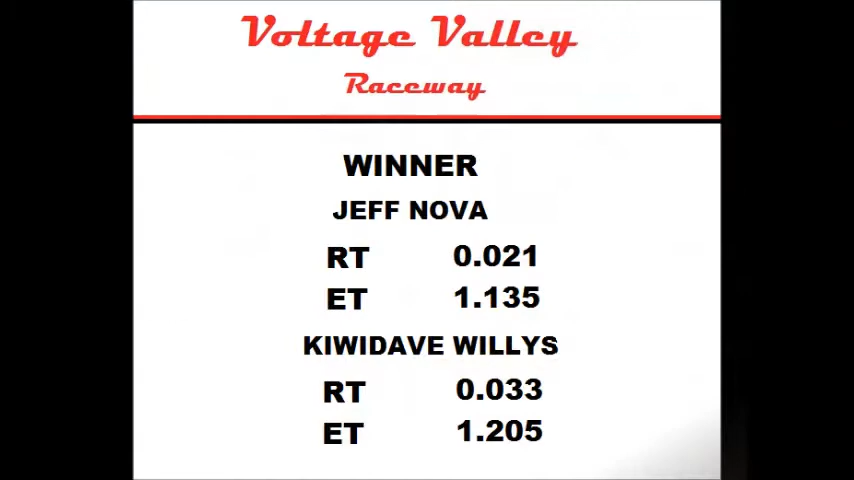 Voltage Valley
Raceway
WINNER
JEFF NOVA
RT 0.021
ET 1.135
KIWIDAVE WILLYS
RT 0.033
ET 1.205